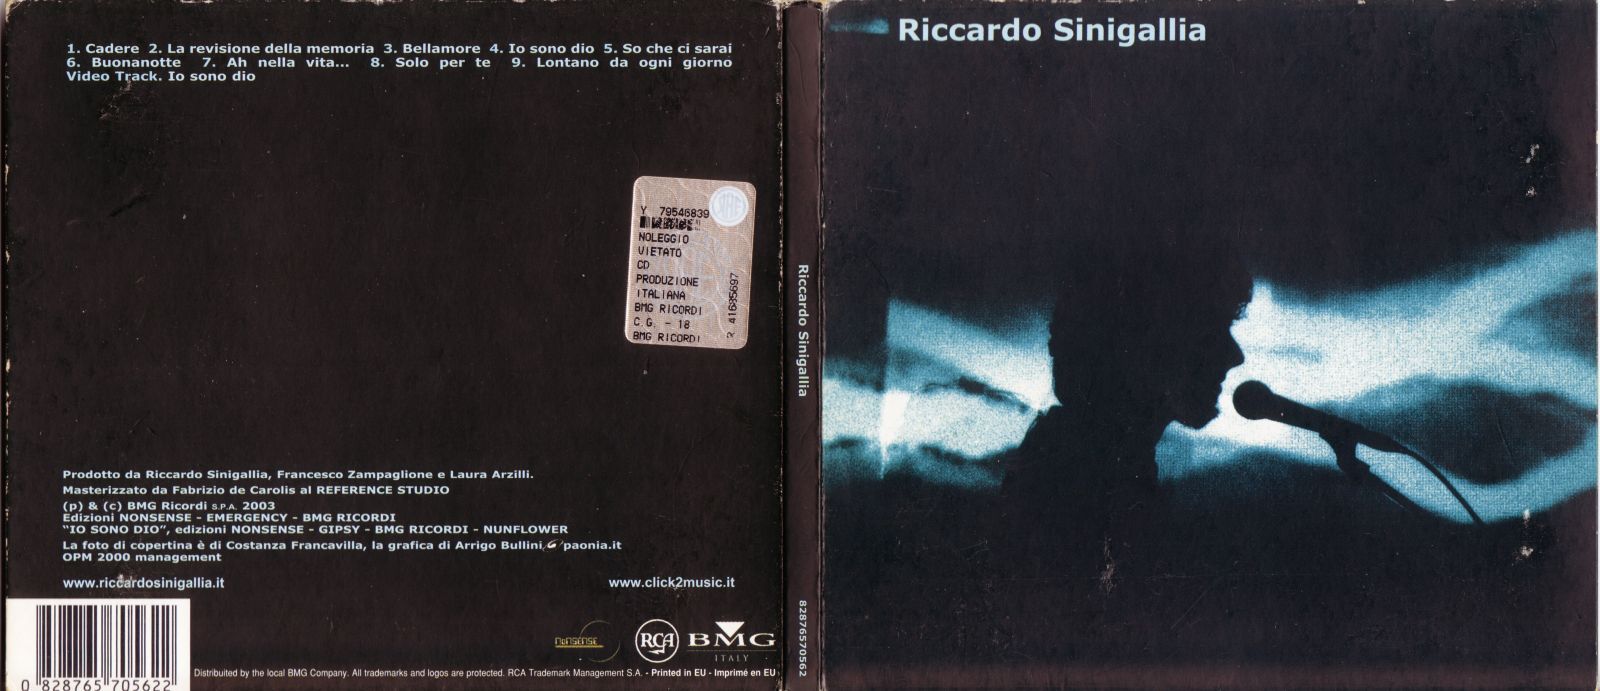 1. Cadere 2. La revisione della memoria 3. Bellamore 4. Io sono dio 5. So che ci sarai
6. Buonanotte 7. Ah nella vita... 8. Solo per te 9. Lontano da ogni giorno
Video Track. Io sono dio
Y 79546839
NOLEGGIO
VIETATO
CD
PRODUZIONE
ITALIANA
BMG RICORDI
C.G. - 18
BMG RICORDI
R 41685697
Prodotto da Riccardo Sinigallia, Francesco Zampaglione e Laura Arzilli.
Masterizzato da Fabrizio de Carolis al REFERENCE STUDIO
(p) & (c) BMG Ricordi S.P.A. 2003
Edizioni NONSENSE - EMERGENCY - BMG RICORDI
“IO SONO DIO”, edizioni NONSENSE - GIPSY - BMG RICORDI - NUNFLOWER
La foto di copertina è di Costanza Francavilla, la grafica di Arrigo Bullini paonia.it
OPM 2000 management
www.riccardosinigallia.it
www.click2music.it
NONSENSE
RCA
BMG
ITALY
Distributed by the local BMG Company. All trademarks and logos are protected. RCA Trademark Management S.A. - Printed in EU - Imprimé en EU
0 828765 705622
Riccardo Sinigallia
82876570562
Riccardo Sinigallia